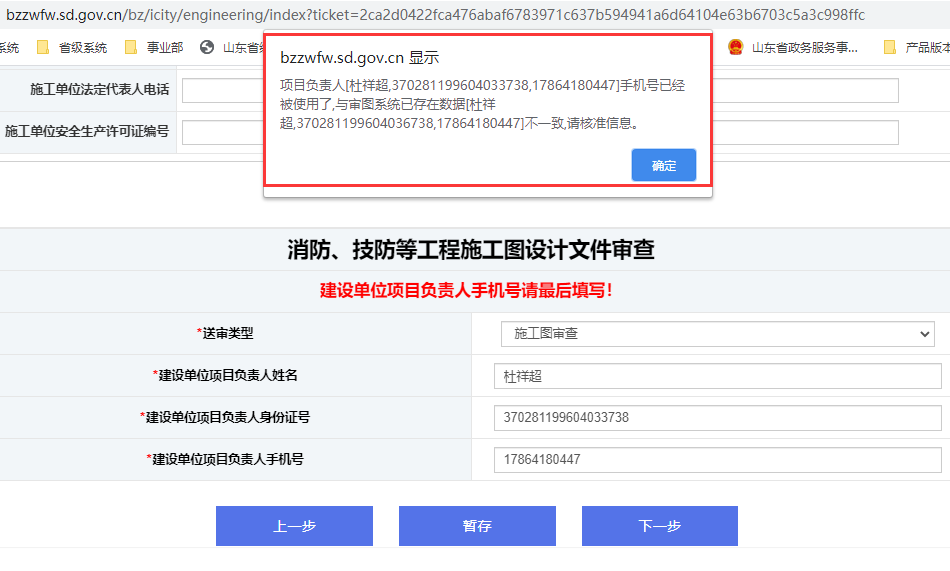 bzzwfw.sd.gov.cn/bz/icity/engineering/index?ticket=2ca2d0422fca476abaf6783971c637b594941a6d64104e63b6703c5a3c998ffc
系统 省级系统 事业部 山东省 山东省政务服务事... 产品版本
bzzwfw.sd.gov.cn 显示
项目负责人[杜祥超,370281199604033738,17864180447]手机号已经
被使用了,与审图系统已存在数据[杜祥
超,370281199604036738,17864180447]不一致,请核准信息。
确定
施工单位法定代表人电话
施工单位安全生产许可证编号
消防、技防等工程施工图设计文件审查
建设单位项目负责人手机号请最后填写!
*送审类型 施工图审查
*建设单位项目负责人姓名 杜祥超
*建设单位项目负责人身份证号 370281199604033738
*建设单位项目负责人手机号 17864180447
上一步 暂存 下一步